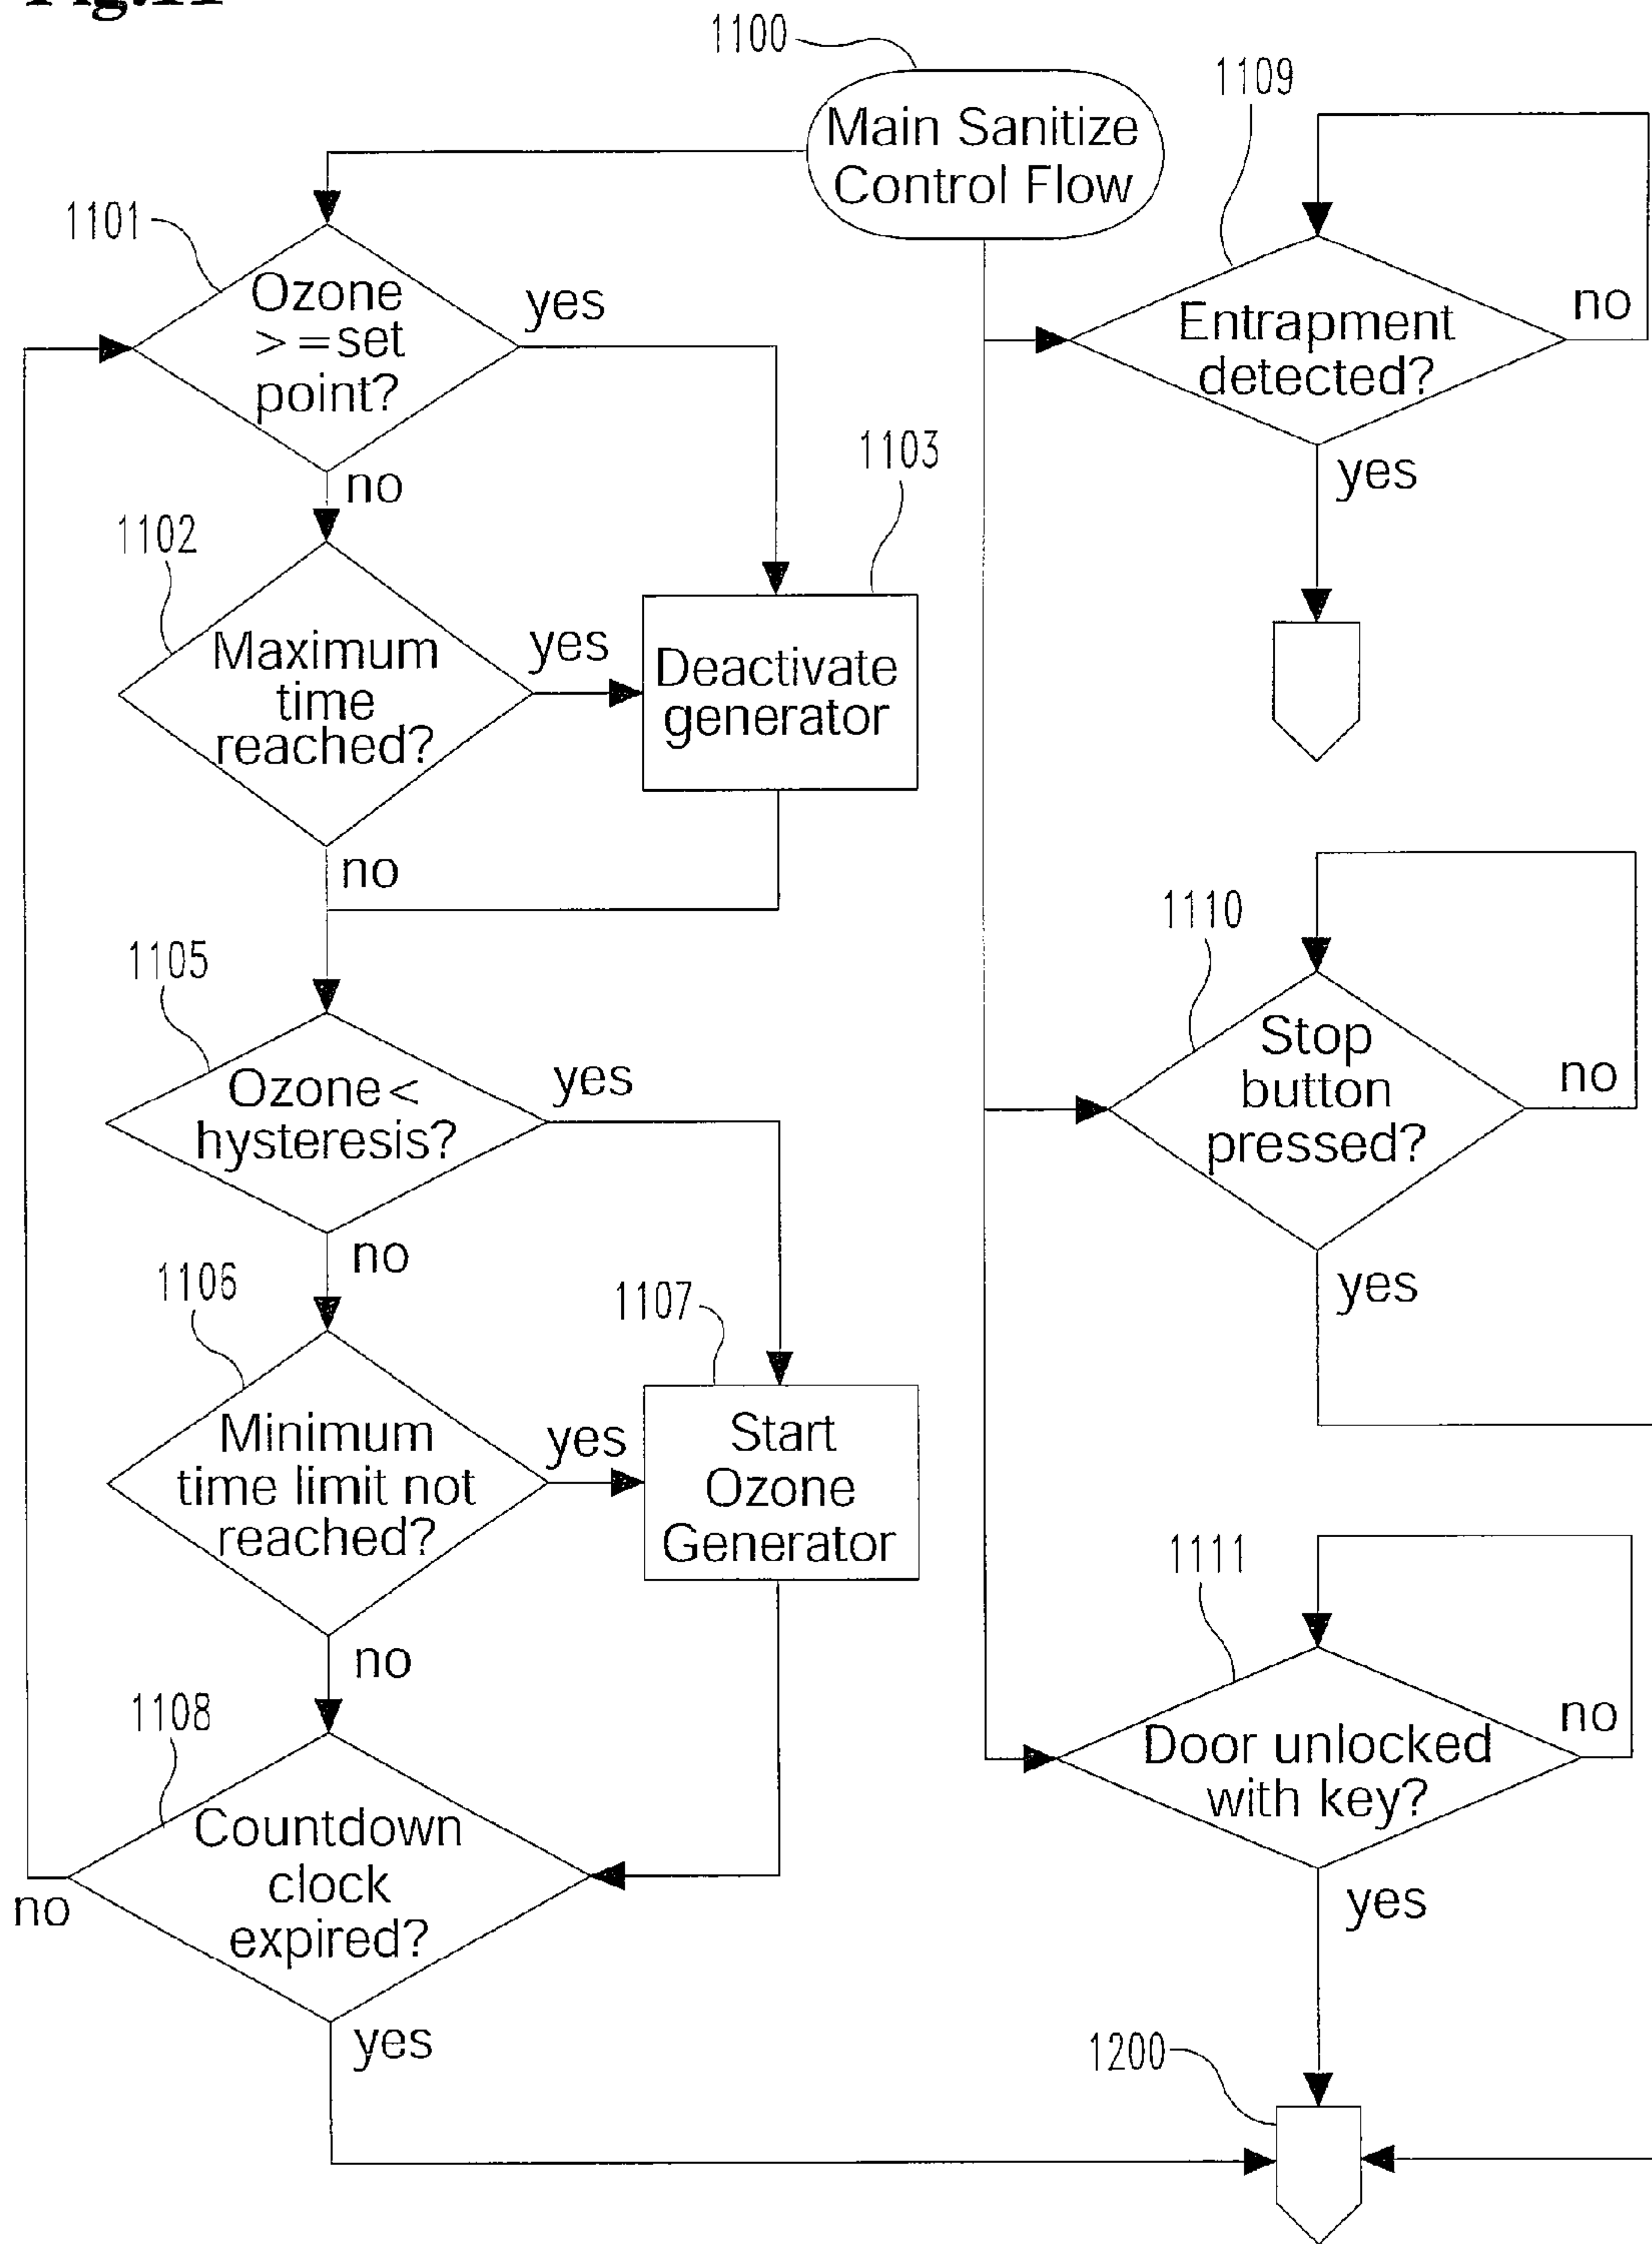 Fig.11
1100
Main Sanitize
Control Flow
1109
1101
Ozone
>=set
point?
yes
no
Entrapment
detected?
no
yes
1103
1102
Maximum
time
reached?
yes
no
Deactivate
generator
1110
Stop
button
pressed?
no
yes
1105
Ozone<
hysteresis?
yes
no
1106
Minimum
time limit not
reached?
yes
no
1107
Start
Ozone
Generator
1111
Door unlocked
with key?
no
yes
1108
Countdown
clock
expired?
no
yes
1200